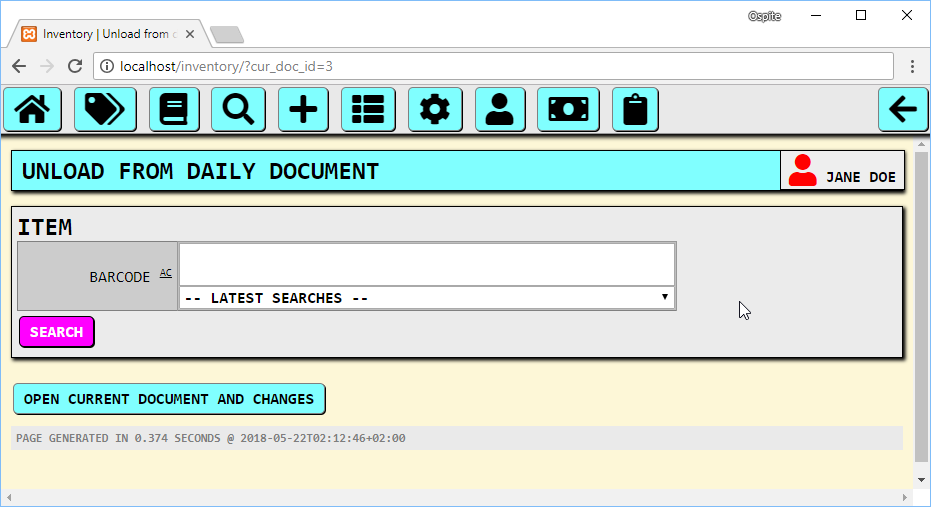 Ospite
Inventory | Unload from
localhost/inventory/?cur_doc_id=3
UNLOAD FROM DAILY DOCUMENT
JANE DOE
ITEM
BARCODE AC
-- LATEST SEARCHES --
SEARCH
OPEN CURRENT DOCUMENT AND CHANGES
PAGE GENERATED IN 0.374 SECONDS @ 2018-05-22T02:12:46+02:00